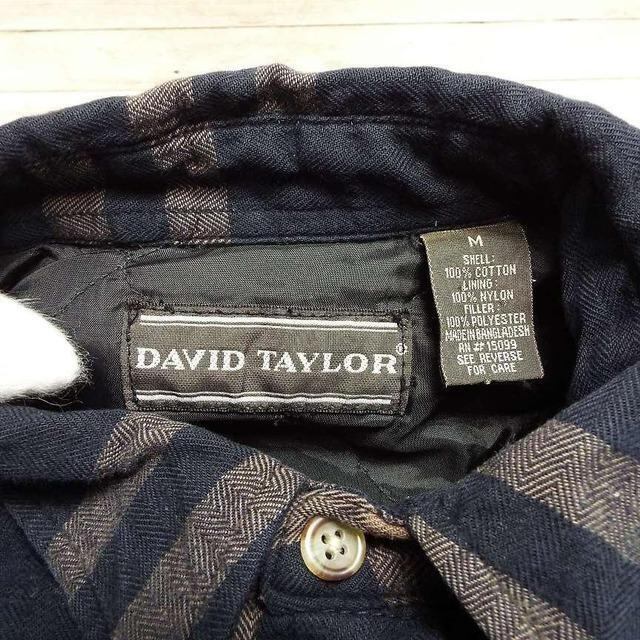 DAVID TAYLOR®
M
SHELL:
100% COTTON
LINING:
100% NYLON
FILLER:
100% POLYESTER
MADE IN BANGLADESH
RN #15099
SEE REVERSE
FOR CARE